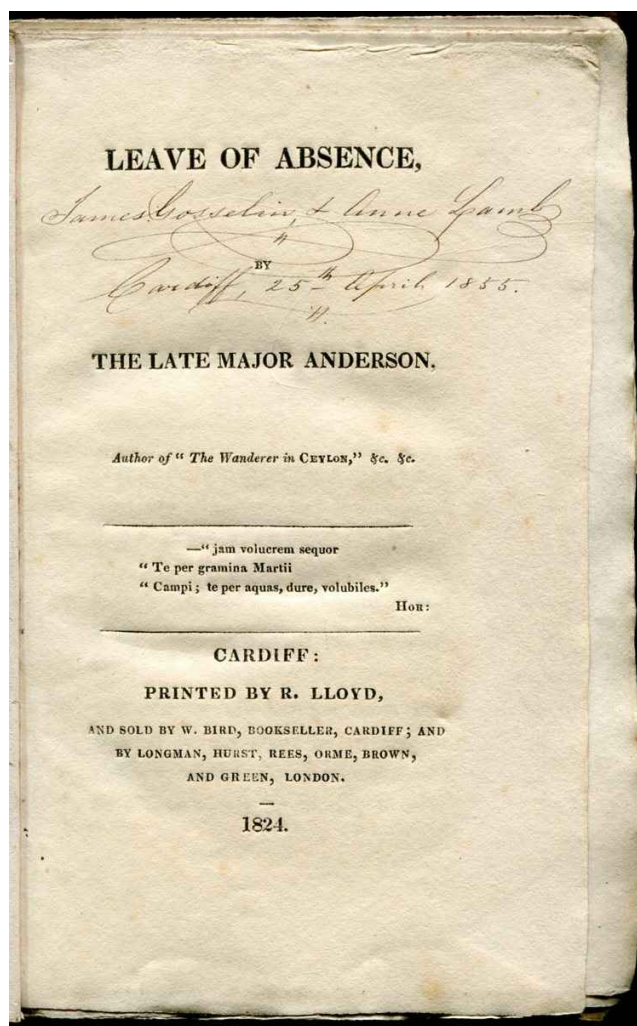 LEAVE OF ABSENCE,
James Gosselin, & Anne Lamb
BY
Cardiff, 25th April 1855.
THE LATE MAJOR ANDERSON.
Author of “ The Wanderer in CEYLON,” &c. &c.
—“ jam volucrem sequor
“ Te per gramina Martii
“ Campi ; te per aquas, dure, volubiles.”
HOR:
CARDIFF:
PRINTED BY R. LLOYD,
AND SOLD BY W. BIRD, BOOKSELLER, CARDIFF; AND
BY LONGMAN, HURST, REES, ORME, BROWN,
AND GREEN, LONDON.
1824.